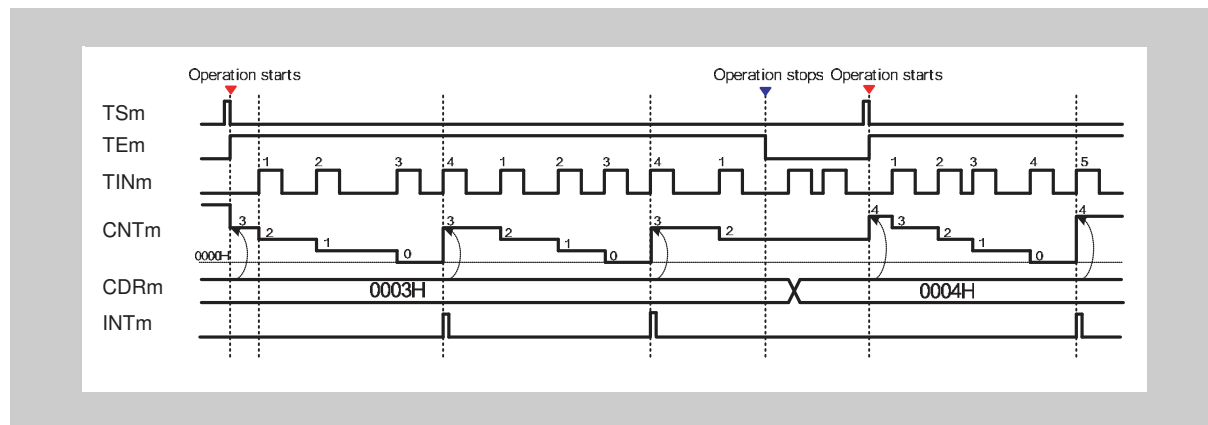 Operation starts
Operation stops Operation starts
TSm
TEm
1 2 3 4 1 2 3 4 1 1 2 3 4 5
TINm
CNTm
3 2 1 0 3 2 1 0 3 2 4 3 2 1 0 4
0000H
CDRm
0003H
0004H
INTm